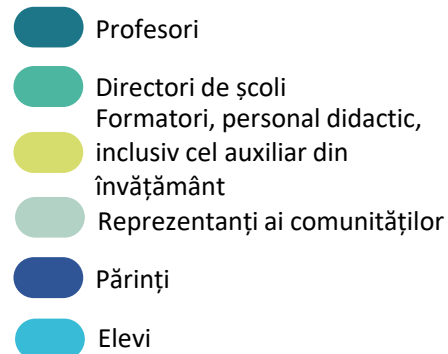 Profesori
Directori de școli
Formatori, personal didactic,
inclusiv cel auxiliar din
învățământ
Reprezentanți ai comunităților
Părinți
Elevi